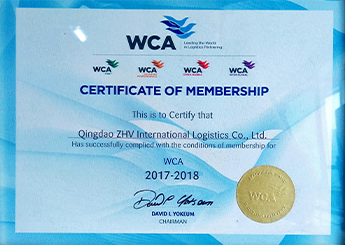 WCA
Leading the World
in Logistics Partnering
WCA WCA WCA WCA
CERTIFICATE OF MEMBERSHIP
This is to Certify that
Qingdao ZHV International Logistics Co., Ltd.
Has successfully complied with the conditions of membership for
WCA
2017-2018
DAVID L YOKEUM
CHAIRMAN
WCA